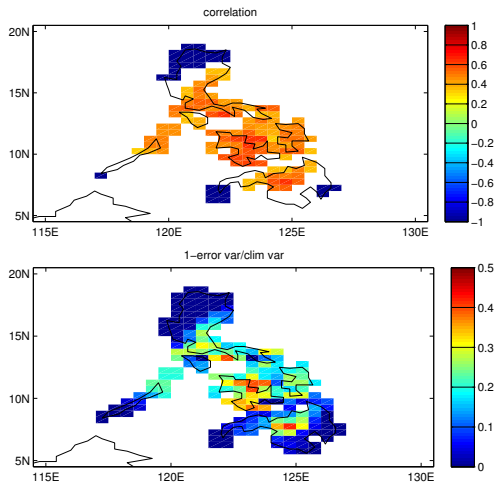 correlation
20N
15N
10N
5N
115E 120E 125E 130E
1
0.8
0.6
0.4
0.2
0
−0.2
−0.4
−0.6
−0.8
−1
1−error var/clim var
20N
15N
10N
5N
115E 120E 125E 130E
0.5
0.4
0.3
0.2
0.1
0